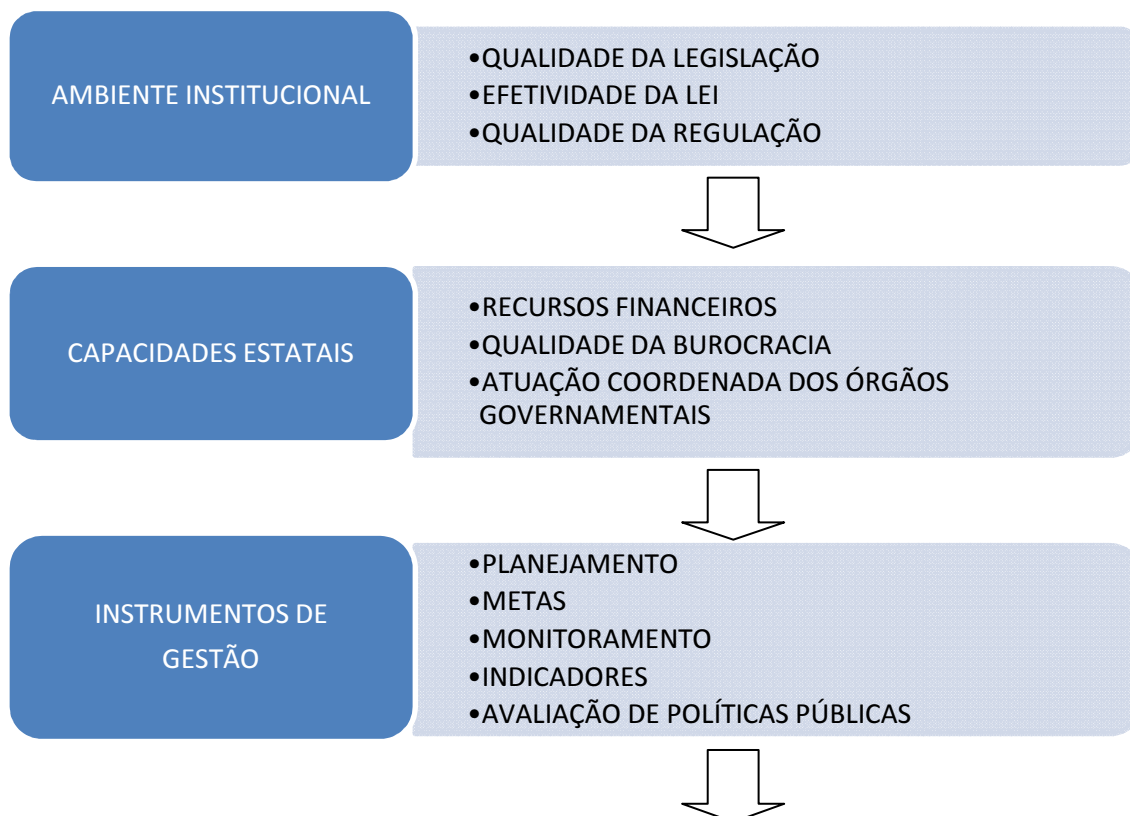 AMBIENTE INSTITUCIONAL
•QUALIDADE DA LEGISLAÇÃO
•EFETIVIDADE DA LEI
•QUALIDADE DA REGULAÇÃO
CAPACIDADES ESTATAIS
•RECURSOS FINANCEIROS
•QUALIDADE DA BUROCRACIA
•ATUAÇÃO COORDENADA DOS ÓRGÃOS
GOVERNAMENTAIS
INSTRUMENTOS DE
GESTÃO
•PLANEJAMENTO
•METAS
•MONITORAMENTO
•INDICADORES
•AVALIAÇÃO DE POLÍTICAS PÚBLICAS